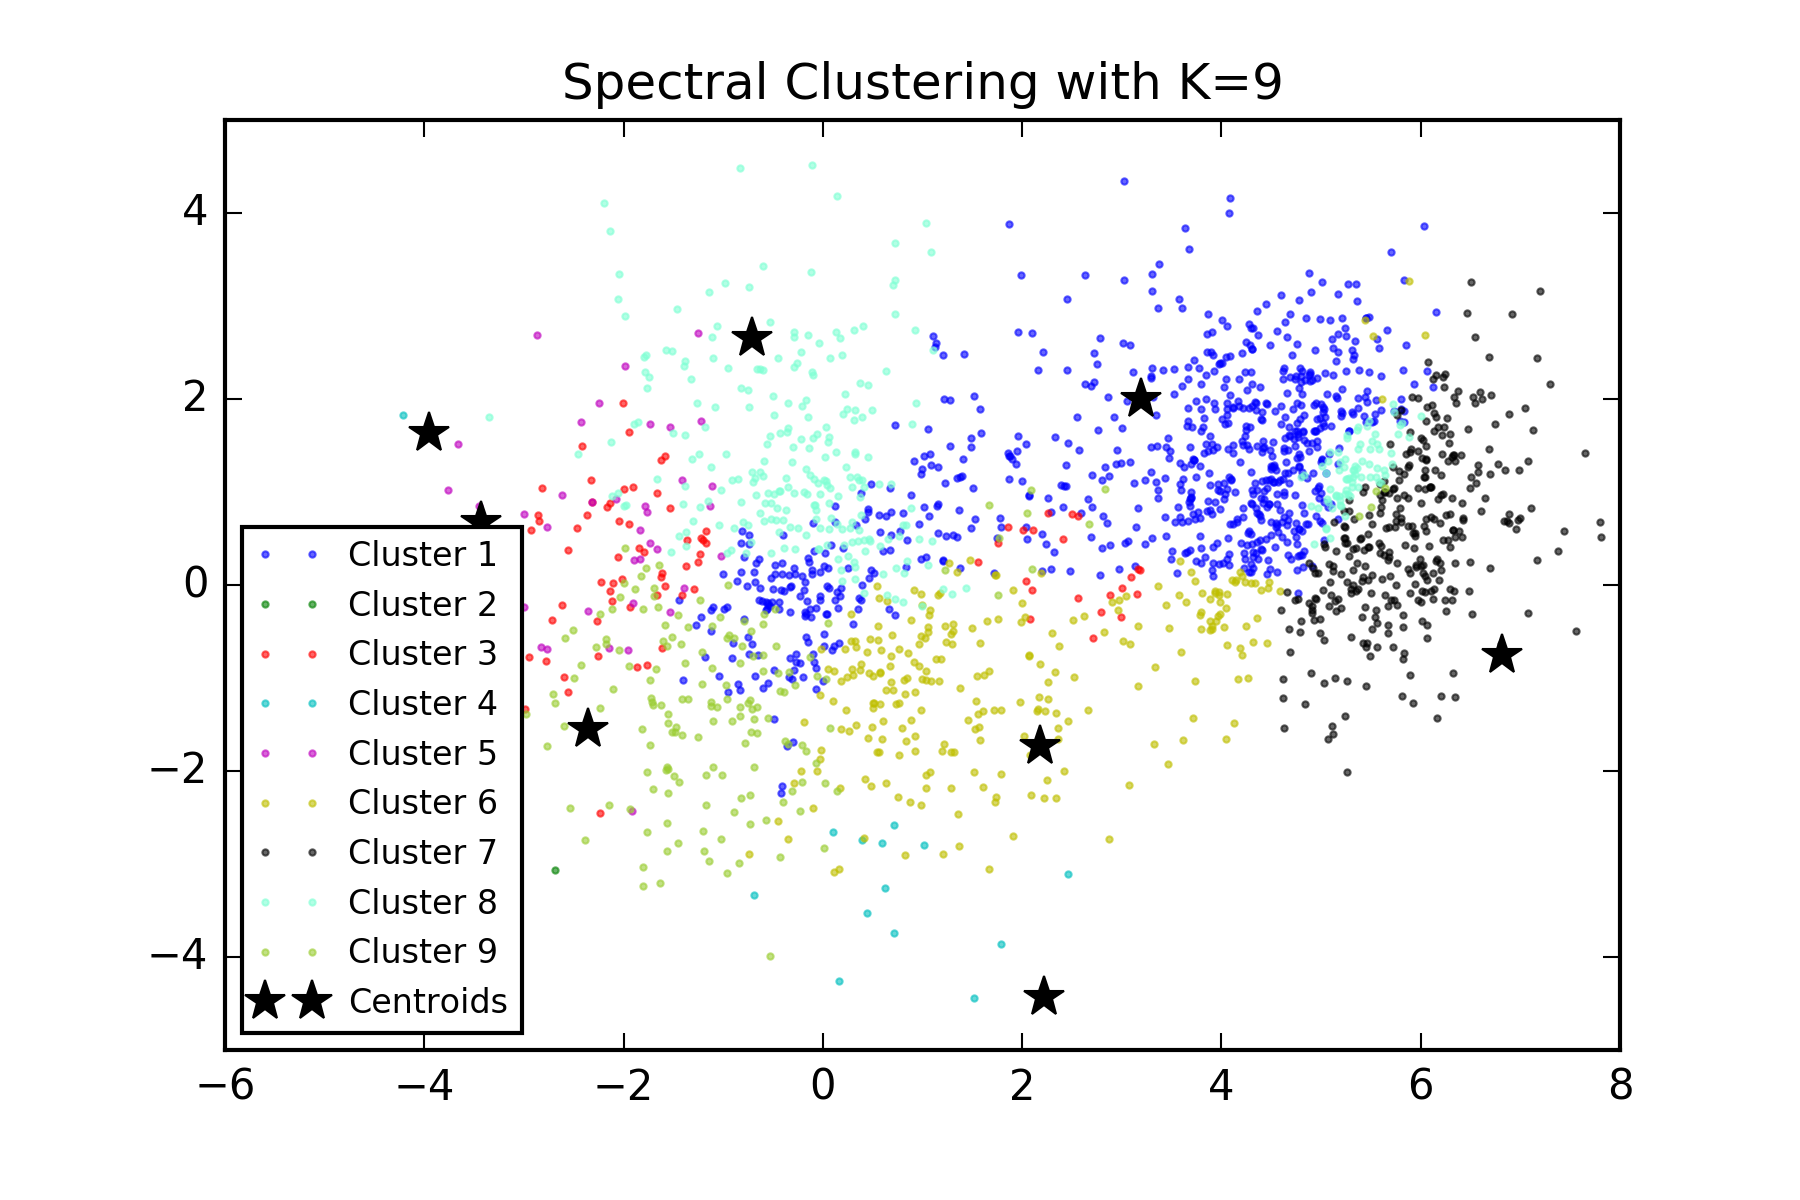 Spectral Clustering with K=9
4
2
0
−2
−4
Cluster 1
Cluster 2
Cluster 3
Cluster 4
Cluster 5
Cluster 6
Cluster 7
Cluster 8
Cluster 9
Centroids
−6 −4 −2 0 2 4 6 8